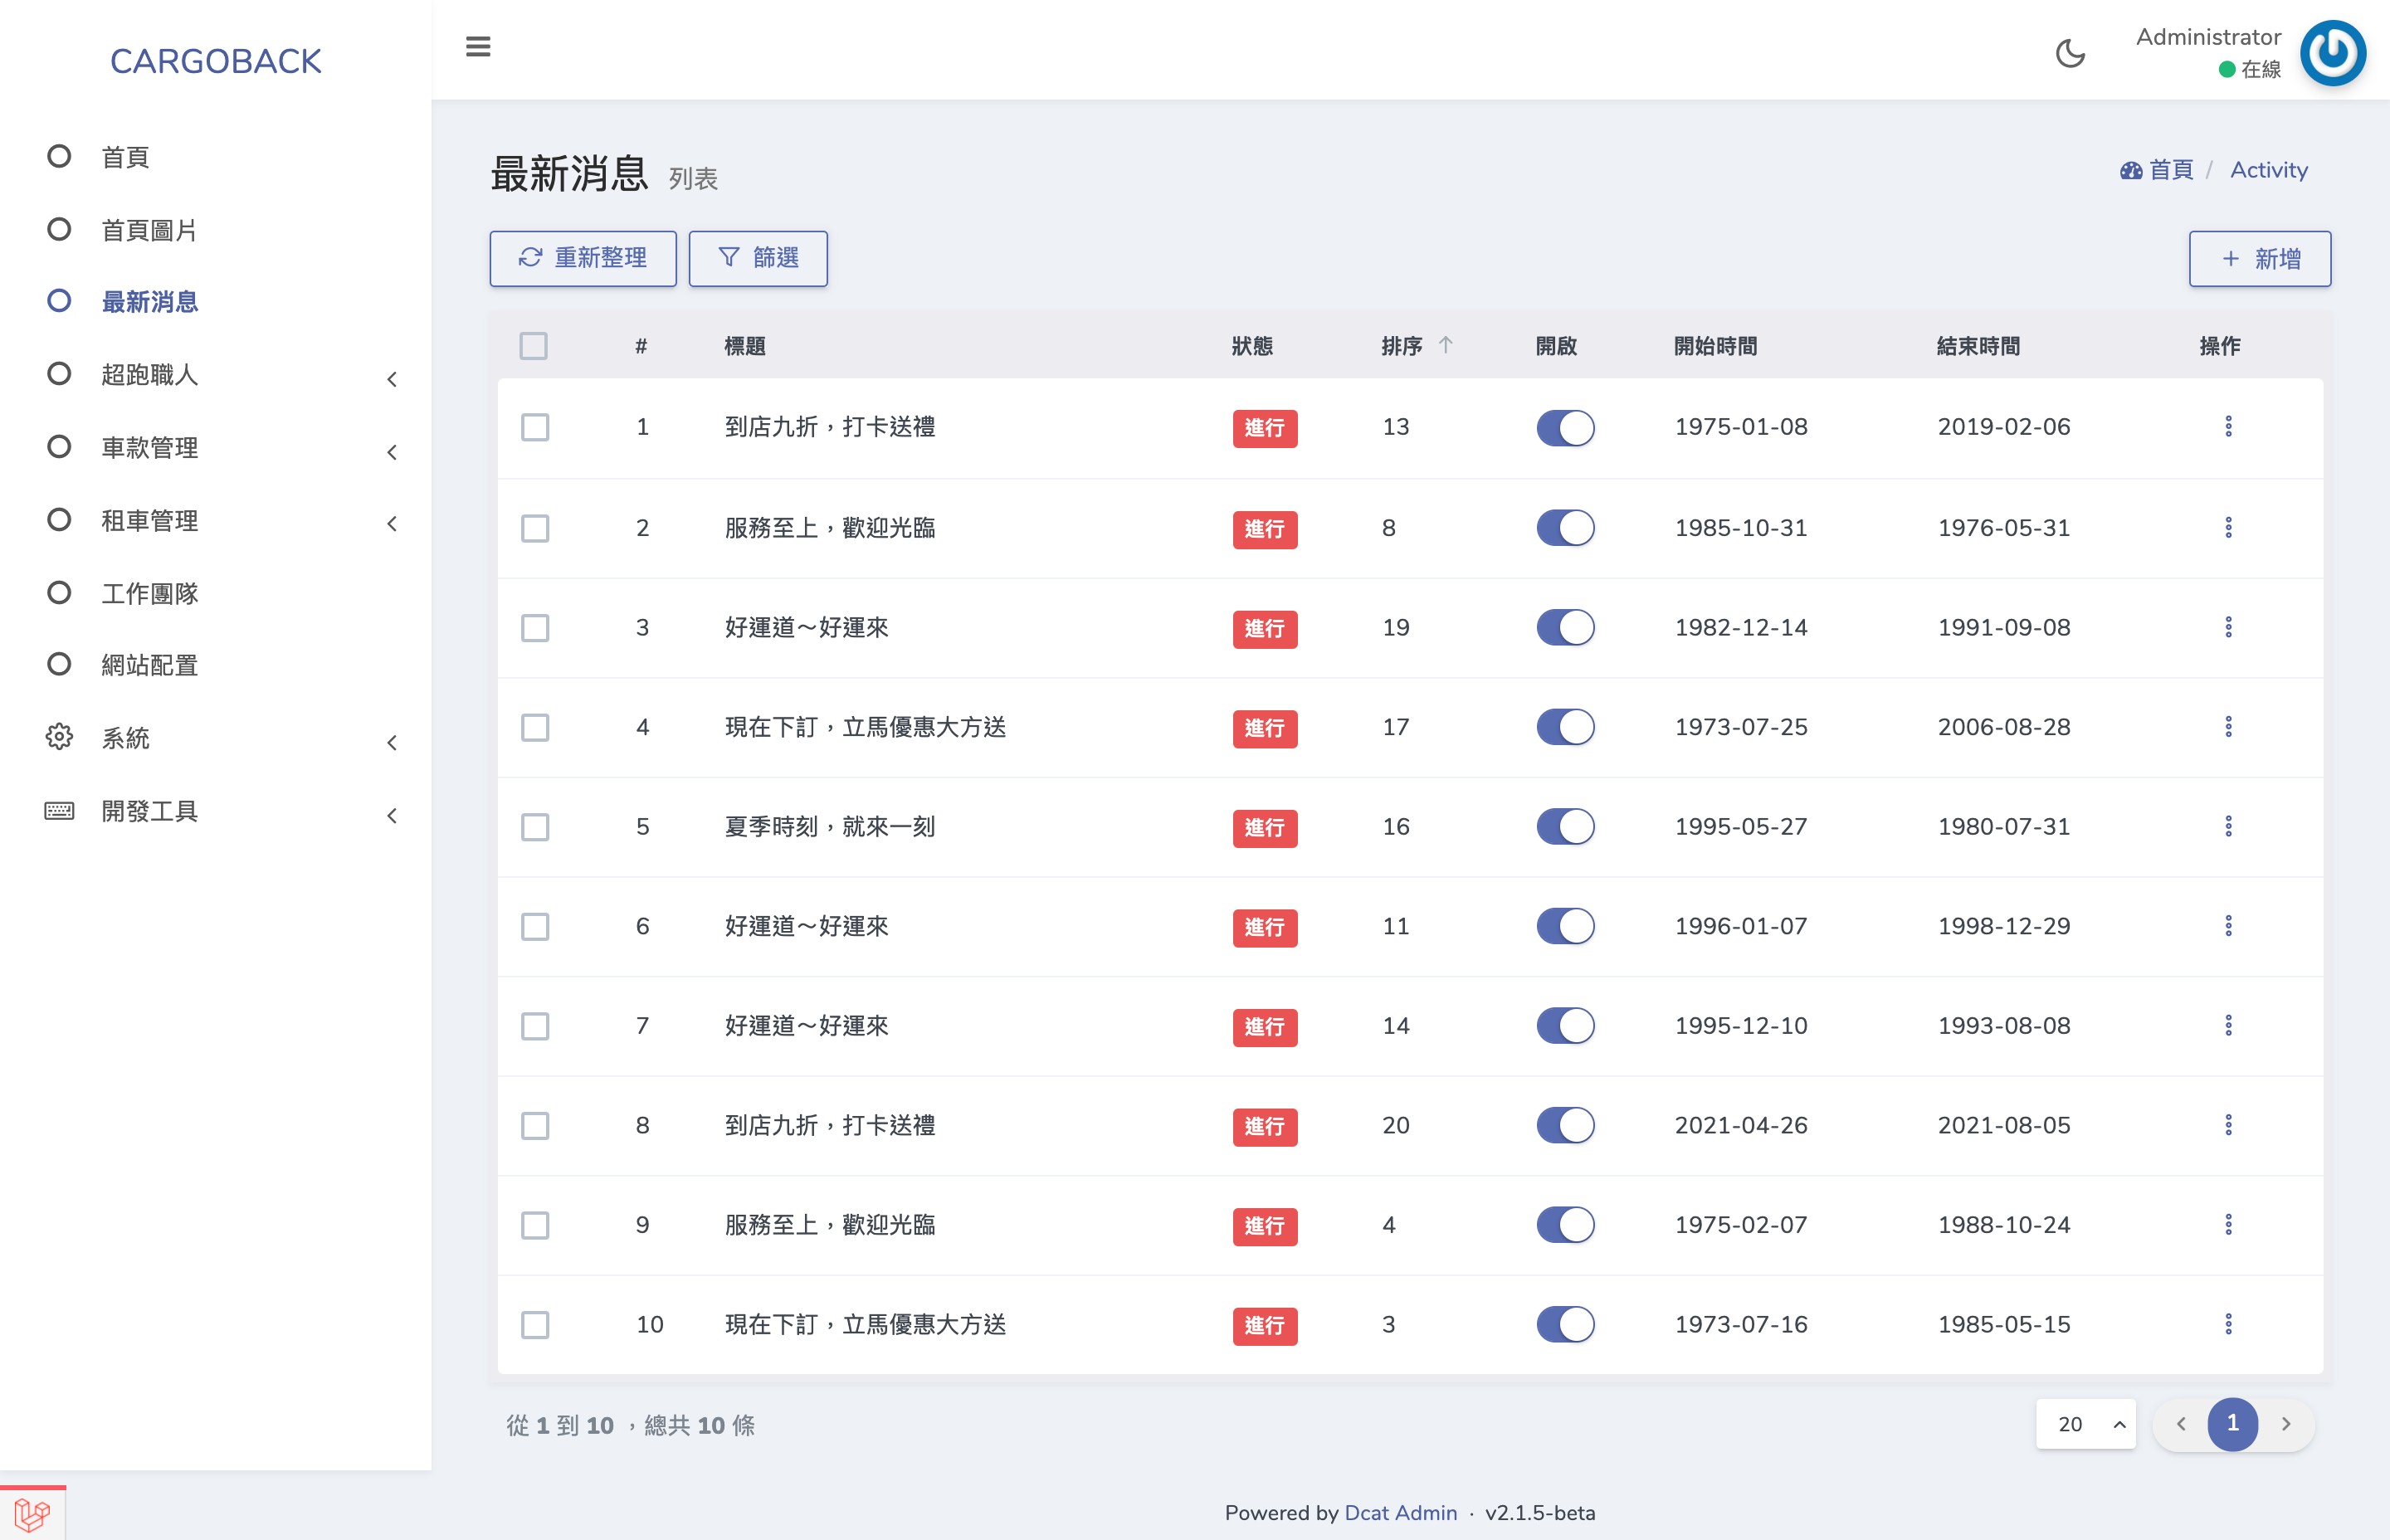 CARGOBACK
Administrator
在線
首頁
首頁圖片
最新消息
超跑職人
車款管理
租車管理
工作團隊
網站配置
系統
開發工具
最新消息 列表
首頁 / Activity
重新整理 篩選
+ 新增
# 標題 狀態 排序 開啟 開始時間 結束時間 操作
1 到店九折，打卡送禮 進行 13 1975-01-08 2019-02-06
2 服務至上，歡迎光臨 進行 8 1985-10-31 1976-05-31
3 好運道～好運來 進行 19 1982-12-14 1991-09-08
4 現在下訂，立馬優惠大方送 進行 17 1973-07-25 2006-08-28
5 夏季時刻，就來一刻 進行 16 1995-05-27 1980-07-31
6 好運道～好運來 進行 11 1996-01-07 1998-12-29
7 好運道～好運來 進行 14 1995-12-10 1993-08-08
8 到店九折，打卡送禮 進行 20 2021-04-26 2021-08-05
9 服務至上，歡迎光臨 進行 4 1975-02-07 1988-10-24
10 現在下訂，立馬優惠大方送 進行 3 1973-07-16 1985-05-15
從 1 到 10 ，總共 10 條
20
1
Powered by Dcat Admin · v2.1.5-beta